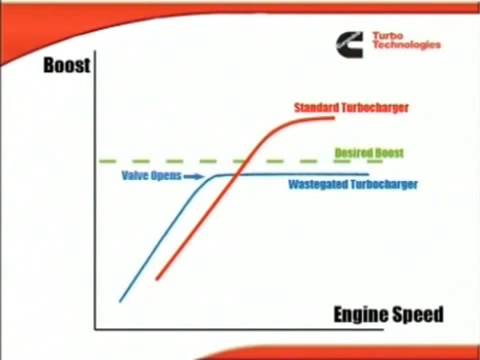 Turbo
Technologies
Boost
Standard Turbocharger
Desired Boost
Valve Opens
Wastegated Turbocharger
Engine Speed